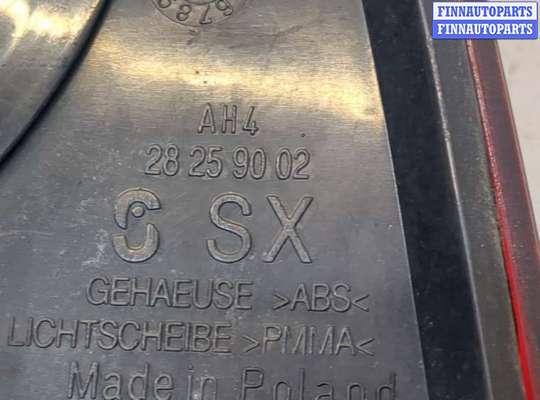 FINNAUTOPARTS
FINNAUTOPARTS
AH4
28 25 90 02
SX
GEHAEUSE >ABS<
LICHTSCHEIBE >PMMA<
Made in Poland